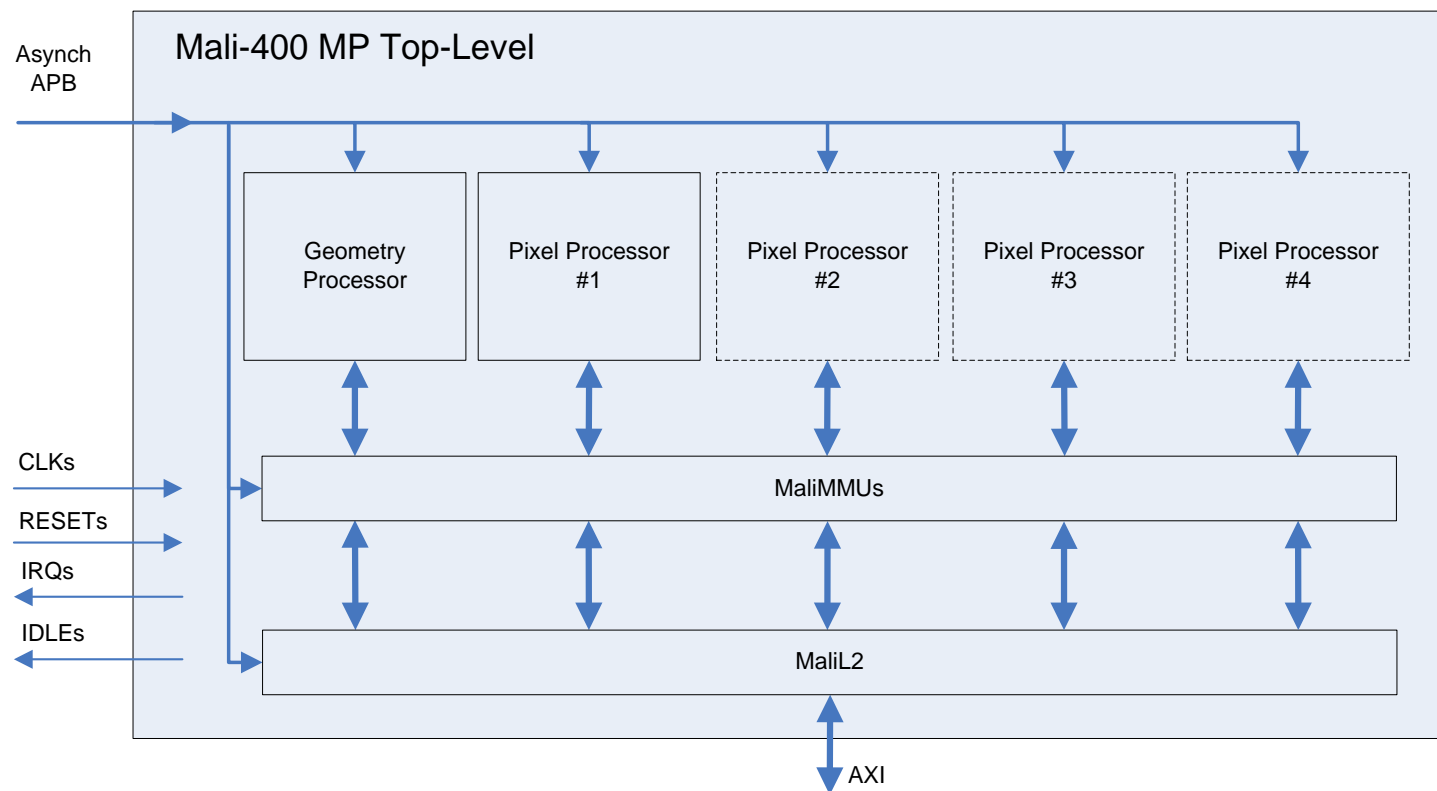 Mali-400 MP Top-Level
Asynch
APB
Geometry
Processor
Pixel Processor
#1
Pixel Processor
#2
Pixel Processor
#3
Pixel Processor
#4
CLKs
MaliMMUs
RESETs
IRQs
IDLEs
MaliL2
AXI